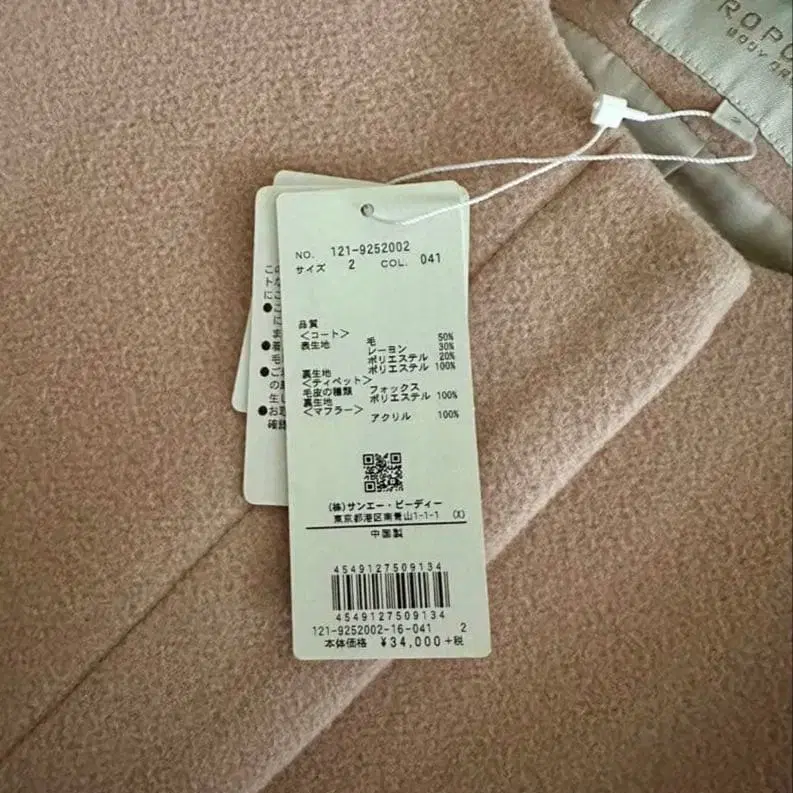 ROPO
BODY DRE
NO. 121-9252002
サイズ 2 COL. 041
品質
<コート>
表生地 毛 50%
レーヨン 30%
ポリエステル 20%
裏生地 ポリエステル 100%
<ティペット>
毛皮の種類 フォックス
裏生地 ポリエステル 100%
<マフラー>
アクリル 100%
(株)サンエー・ビーディー
東京都港区南青山1-1-1 (X)
中国製
4549127509134
4549127509134
121-9252002-16-041 2
本体価格 ¥34,000+税